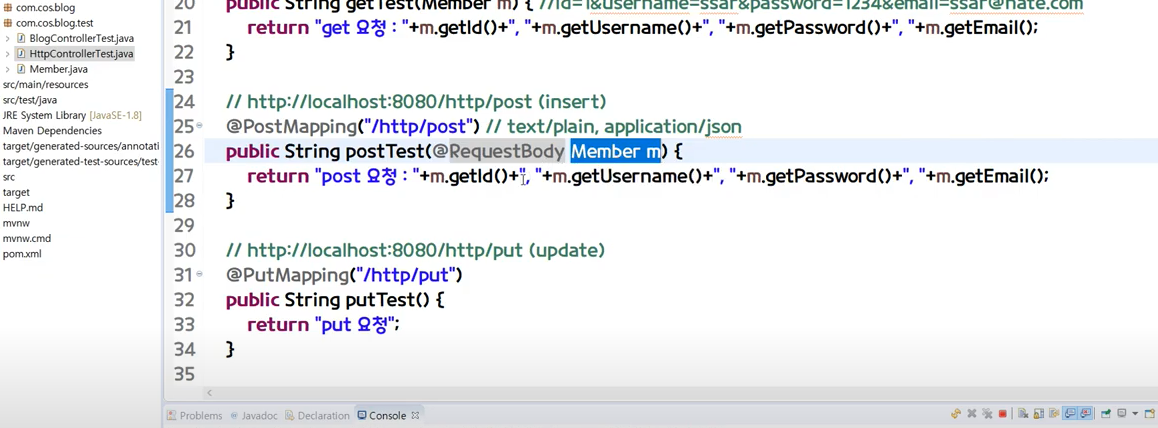 com.cos.blog
com.cos.blog.test
BlogControllerTest.java
HttpControllerTest.java
Member.java
src/main/resources
src/test/java
JRE System Library [JavaSE-1.8]
Maven Dependencies
target/generated-sources/annotati
target/generated-test-sources/test
src
target
HELP.md
mvnw
mvnw.cmd
pom.xml
20 public String getTest(Member m) { //id=1&username=ssar&password=1234&email=ssar@nate.com
21 return "get 요청 : "+m.getId()+", "+m.getUsername()+", "+m.getPassword()+", "+m.getEmail();
22 }
23
24 // http://localhost:8080/http/post (insert)
25 @PostMapping("/http/post") // text/plain, application/json
26 public String postTest(@RequestBody Member m) {
27 return "post 요청 : "+m.getId()+", "+m.getUsername()+", "+m.getPassword()+", "+m.getEmail();
28 }
29
30 // http://localhost:8080/http/put (update)
31 @PutMapping("/http/put")
32 public String putTest() {
33 return "put 요청";
34 }
35
Problems @ Javadoc Declaration Console